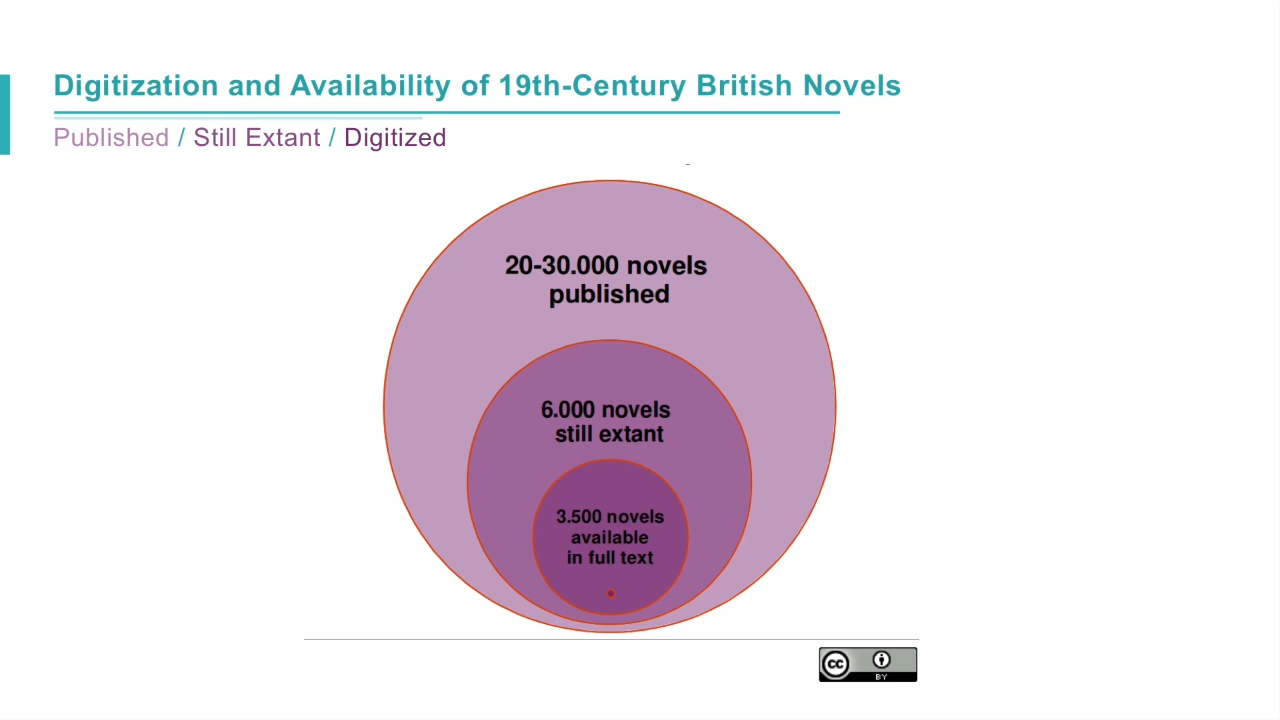 Digitization and Availability of 19th-Century British Novels
Published / Still Extant / Digitized
20-30.000 novels
published
6.000 novels
still extant
3.500 novels
available
in full text
cc
BY